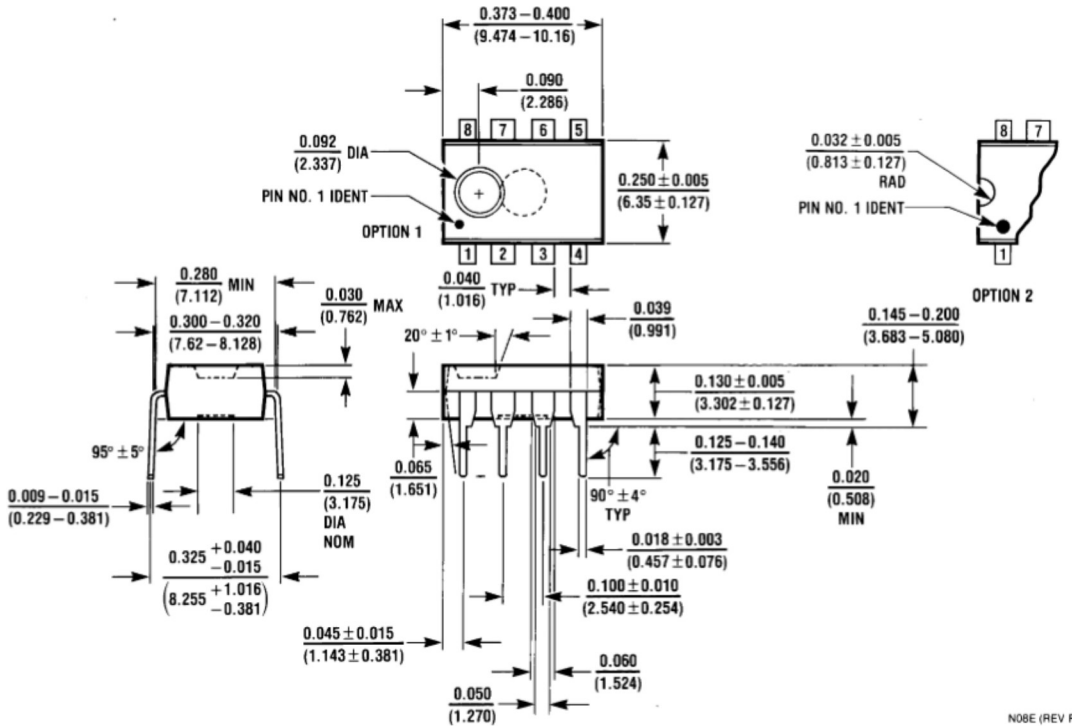 0.373 – 0.400
(9.474 – 10.16)
0.090
(2.286)
8 7 6 5
0.092 DIA
(2.337)
PIN NO. 1 IDENT
OPTION 1
1 2 3 4
0.250 ± 0.005
(6.35 ± 0.127)
8 7
0.032 ± 0.005
(0.813 ± 0.127)
RAD
PIN NO. 1 IDENT
1
OPTION 2
0.280 MIN
(7.112)
0.300 – 0.320
(7.62 – 8.128)
0.030 MAX
(0.762)
0.040 TYP
(1.016)
20° ± 1°
0.039
(0.991)
0.145 – 0.200
(3.683 – 5.080)
0.130 ± 0.005
(3.302 ± 0.127)
0.125 – 0.140
(3.175 – 3.556)
0.020
(0.508)
MIN
95° ± 5°
0.009 – 0.015
(0.229 – 0.381)
0.125
(3.175)
DIA
NOM
0.065
(1.651)
90° ± 4°
TYP
0.325 +0.040
−0.015
(8.255 +1.016
−0.381)
0.018 ± 0.003
(0.457 ± 0.076)
0.100 ± 0.010
(2.540 ± 0.254)
0.045 ± 0.015
(1.143 ± 0.381)
0.060
(1.524)
0.050
(1.270)
N08E (REV